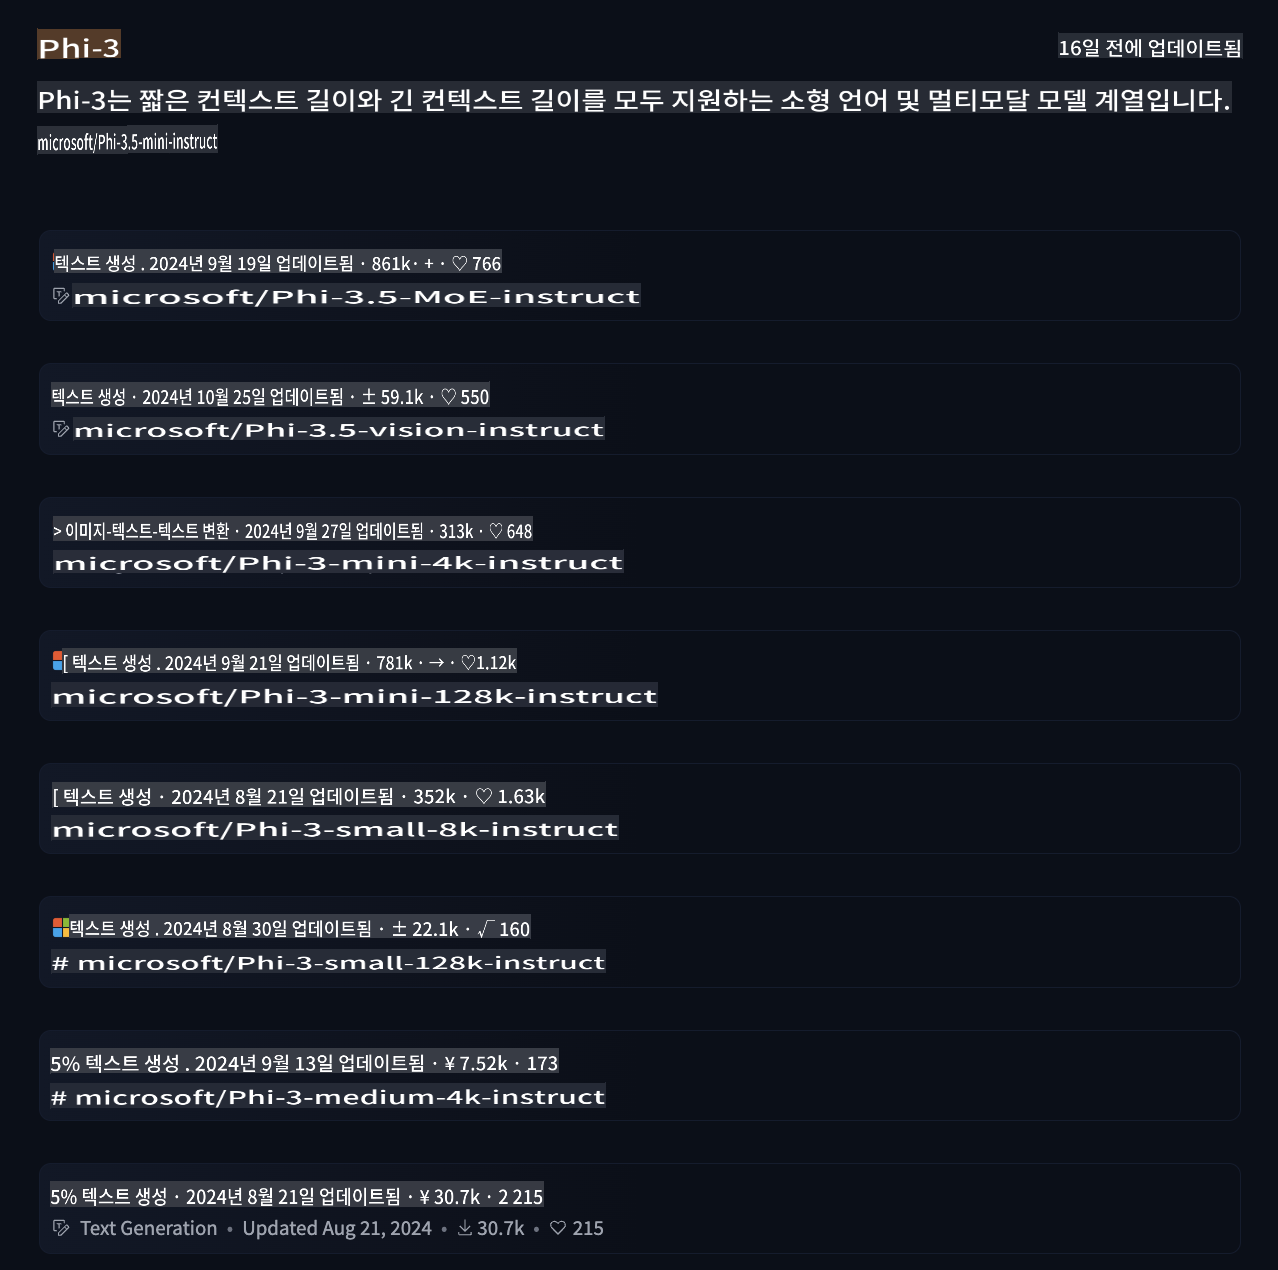 Phi-3
16일 전에 업데이트됨
Phi-3는 짧은 컨텍스트 길이와 긴 컨텍스트 길이를 모두 지원하는 소형 언어 및 멀티모달 모델 계열입니다.
microsoft/Phi-3.5-mini-instruct
텍스트 생성 . 2024년 9월 19일 업데이트됨 · 861k· + · ♡ 766
microsoft/Phi-3.5-MoE-instruct
텍스트 생성 · 2024년 10월 25일 업데이트됨 · ± 59.1k · ♡ 550
microsoft/Phi-3.5-vision-instruct
> 이미지-텍스트-텍스트 변환 · 2024년 9월 27일 업데이트됨 · 313k · ♡ 648
microsoft/Phi-3-mini-4k-instruct
[ 텍스트 생성 . 2024년 9월 21일 업데이트됨 · 781k · → · ♡1.12k
microsoft/Phi-3-mini-128k-instruct
[ 텍스트 생성 · 2024년 8월 21일 업데이트됨 · 352k · ♡ 1.63k
microsoft/Phi-3-small-8k-instruct
텍스트 생성 . 2024년 8월 30일 업데이트됨 · ± 22.1k · √ 160
# microsoft/Phi-3-small-128k-instruct
5% 텍스트 생성 . 2024년 9월 13일 업데이트됨 · ¥ 7.52k · 173
# microsoft/Phi-3-medium-4k-instruct
5% 텍스트 생성 · 2024년 8월 21일 업데이트됨 · ¥ 30.7k · 2 215
Text Generation • Updated Aug 21, 2024 • 30.7k • ♡ 215